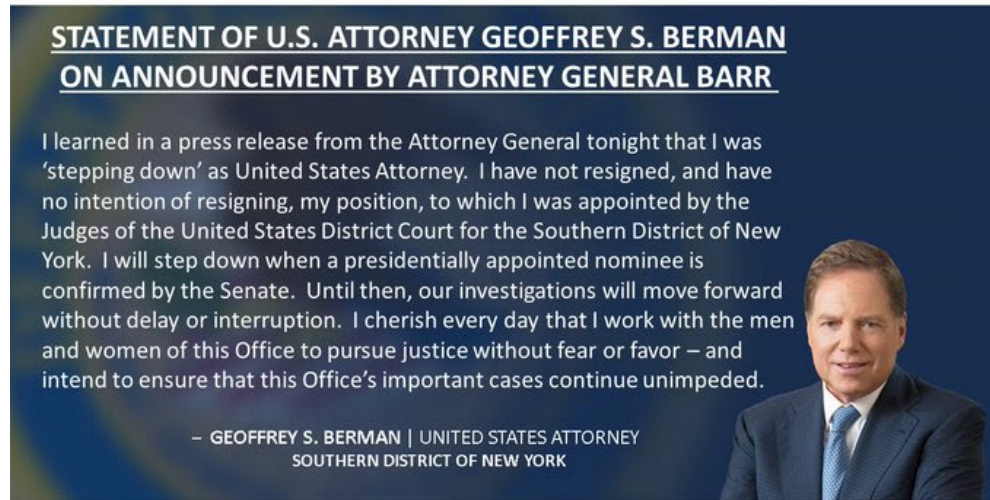 STATEMENT OF U.S. ATTORNEY GEOFFREY S. BERMAN
ON ANNOUNCEMENT BY ATTORNEY GENERAL BARR
I learned in a press release from the Attorney General tonight that I was
‘stepping down’ as United States Attorney.  I have not resigned, and have
no intention of resigning, my position, to which I was appointed by the
Judges of the United States District Court for the Southern District of New
York.  I will step down when a presidentially appointed nominee is
confirmed by the Senate.  Until then, our investigations will move forward
without delay or interruption.  I cherish every day that I work with the men
and women of this Office to pursue justice without fear or favor – and
intend to ensure that this Office’s important cases continue unimpeded.
– GEOFFREY S. BERMAN | UNITED STATES ATTORNEY
SOUTHERN DISTRICT OF NEW YORK